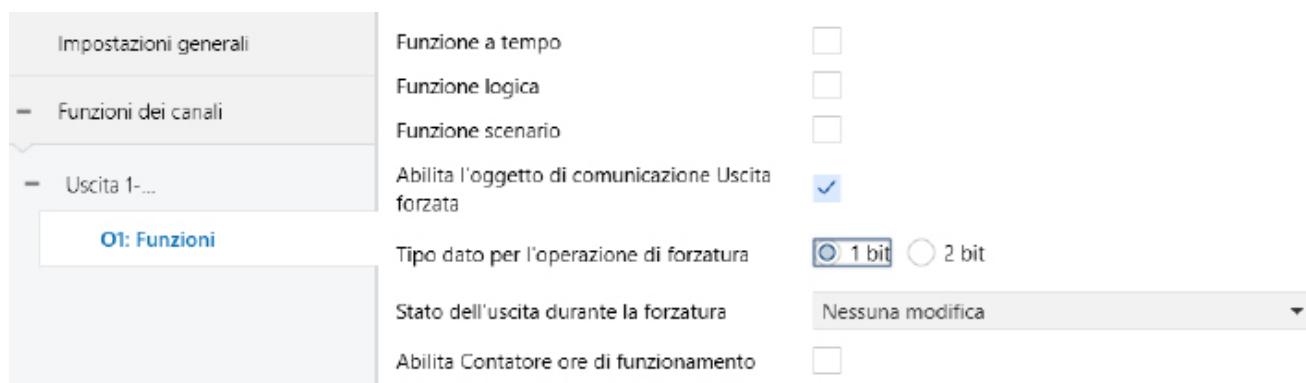 Impostazioni generali
Funzioni dei canali
Uscita 1-...
O1: Funzioni
Funzione a tempo
Funzione logica
Funzione scenario
Abilita l'oggetto di comunicazione Uscita
forzata
Tipo dato per l'operazione di forzatura
1 bit
2 bit
Stato dell'uscita durante la forzatura
Nessuna modifica
Abilita Contatore ore di funzionamento